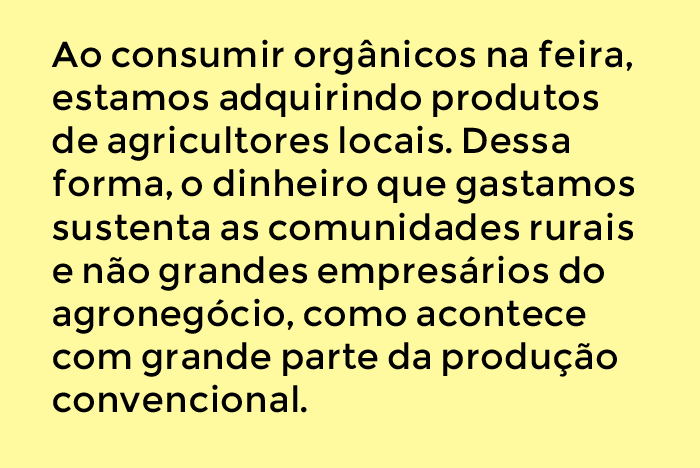 Ao consumir orgânicos na feira,
estamos adquirindo produtos
de agricultores locais. Dessa
forma, o dinheiro que gastamos
sustenta as comunidades rurais
e não grandes empresários do
agronegócio, como acontece
com grande parte da produção
convencional.